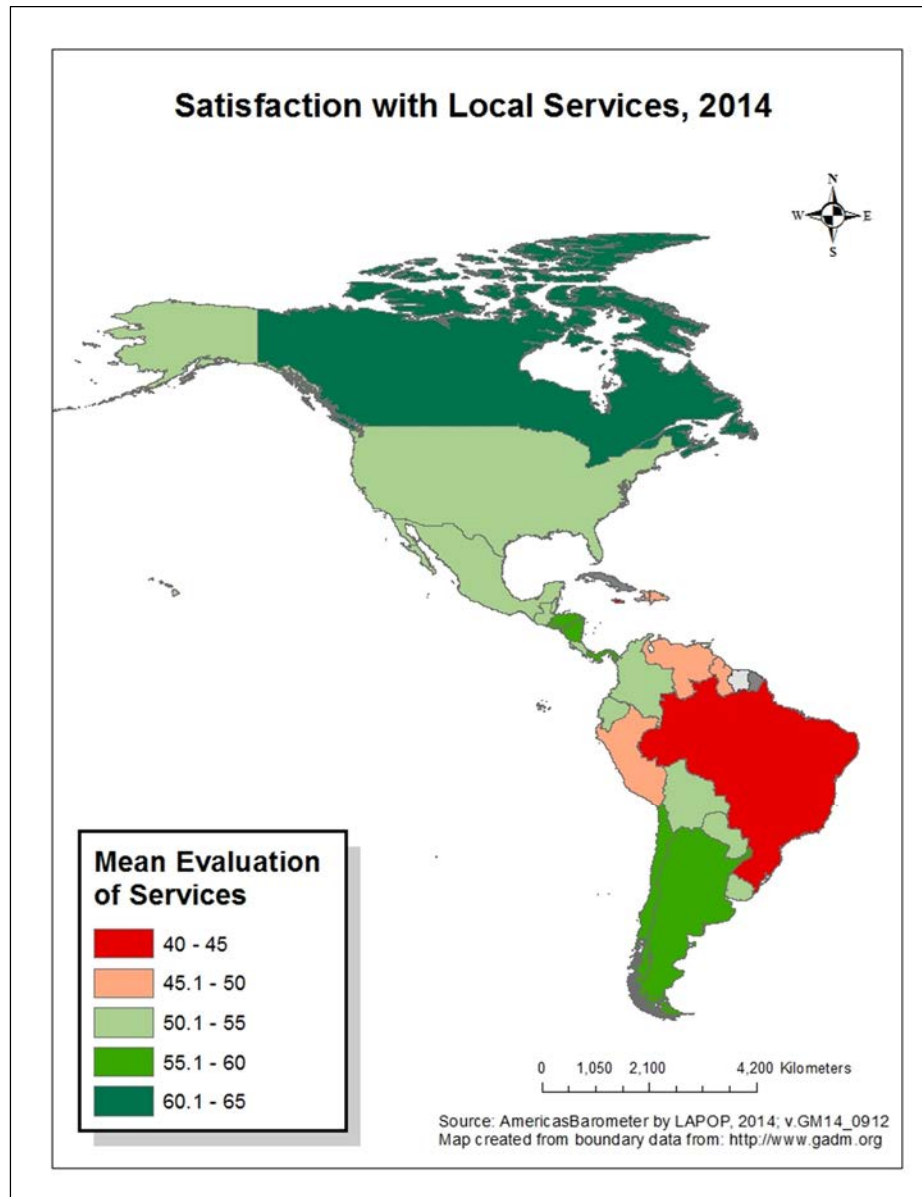 Satisfaction with Local Services, 2014
N
W E
S
Mean Evaluation
of Services
40 - 45
45.1 - 50
50.1 - 55
55.1 - 60
60.1 - 65
0 1,050 2,100 4,200 Kilometers
Source: AmericasBarometer by LAPOP, 2014; v.GM14_0912
Map created from boundary data from: http://www.gadm.org